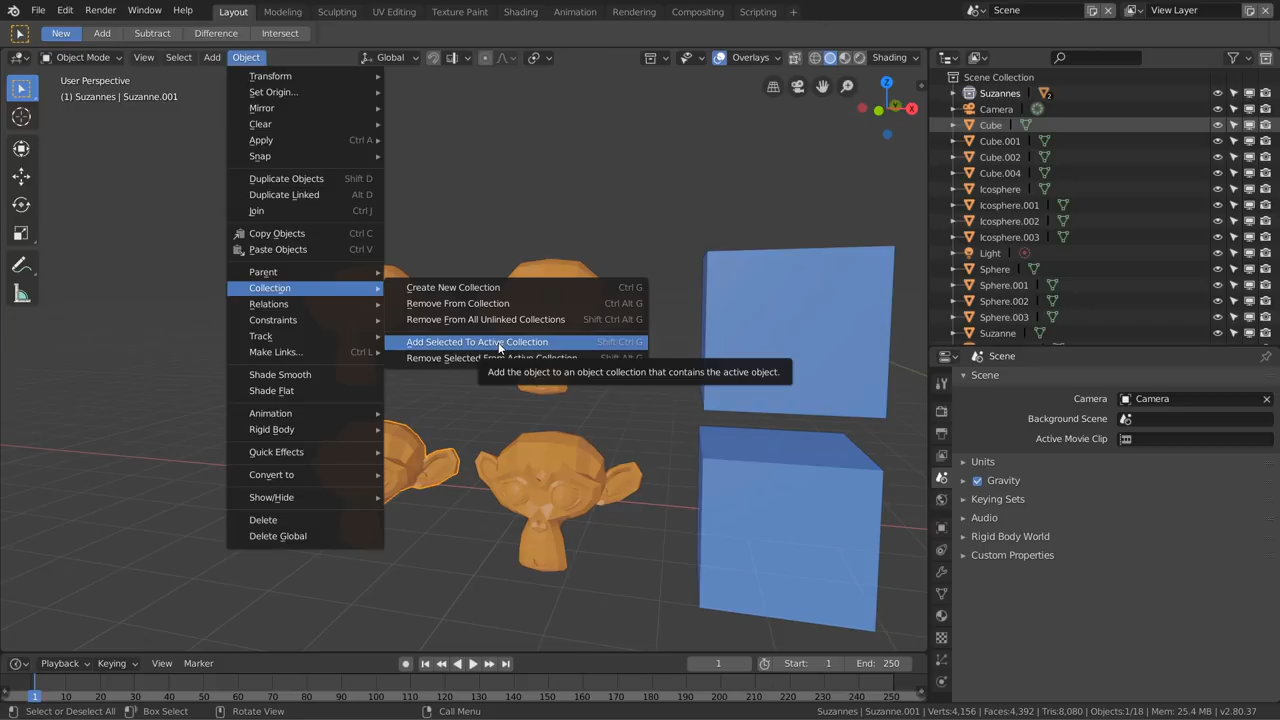 File Edit Render Window Help Layout Modeling Sculpting UV Editing Texture Paint Shading Animation Rendering Compositing Scripting + Scene View Layer
New Add Subtract Difference Intersect
Object Mode View Select Add Object Global Overlays Shading
User Perspective
(1) Suzannes | Suzanne.001
Transform
Set Origin...
Mirror
Clear
Apply Ctrl A
Snap
Duplicate Objects Shift D
Duplicate Linked Alt D
Join Ctrl J
Copy Objects Ctrl C
Paste Objects Ctrl V
Parent
Collection
Relations
Constraints
Track
Make Links... Ctrl L
Shade Smooth
Shade Flat
Animation
Rigid Body
Quick Effects
Convert to
Show/Hide
Delete
Delete Global
Create New Collection Ctrl G
Remove From Collection Ctrl Alt G
Remove From All Unlinked Collections Shift Ctrl Alt G
Add Selected To Active Collection Shift Ctrl G
Remove Selected From Active Collection Shift Alt G
Add the object to an object collection that contains the active object.
Z
Y
X
Scene Collection
Suzannes 2
Camera
Cube
Cube.001
Cube.002
Cube.004
Icosphere
Icosphere.001
Icosphere.002
Icosphere.003
Light
Sphere
Sphere.001
Sphere.002
Sphere.003
Suzanne
Scene
Scene
Camera Camera
Background Scene
Active Movie Clip
Units
Gravity
Keying Sets
Audio
Rigid Body World
Custom Properties
Playback Keying View Marker 1 Start: 1 End: 250
1 10 20 30 40 50 60 70 80 90 100 110 120 130 140 150 160 170 180 190 200 210 220 230 240 250
Select or Deselect All Box Select Rotate View Call Menu Suzannes | Suzanne.001 | Verts:4,156 | Faces:4,392 | Tris:8,080 | Objects:1/18 | Mem: 25.4 MB | v2.80.37